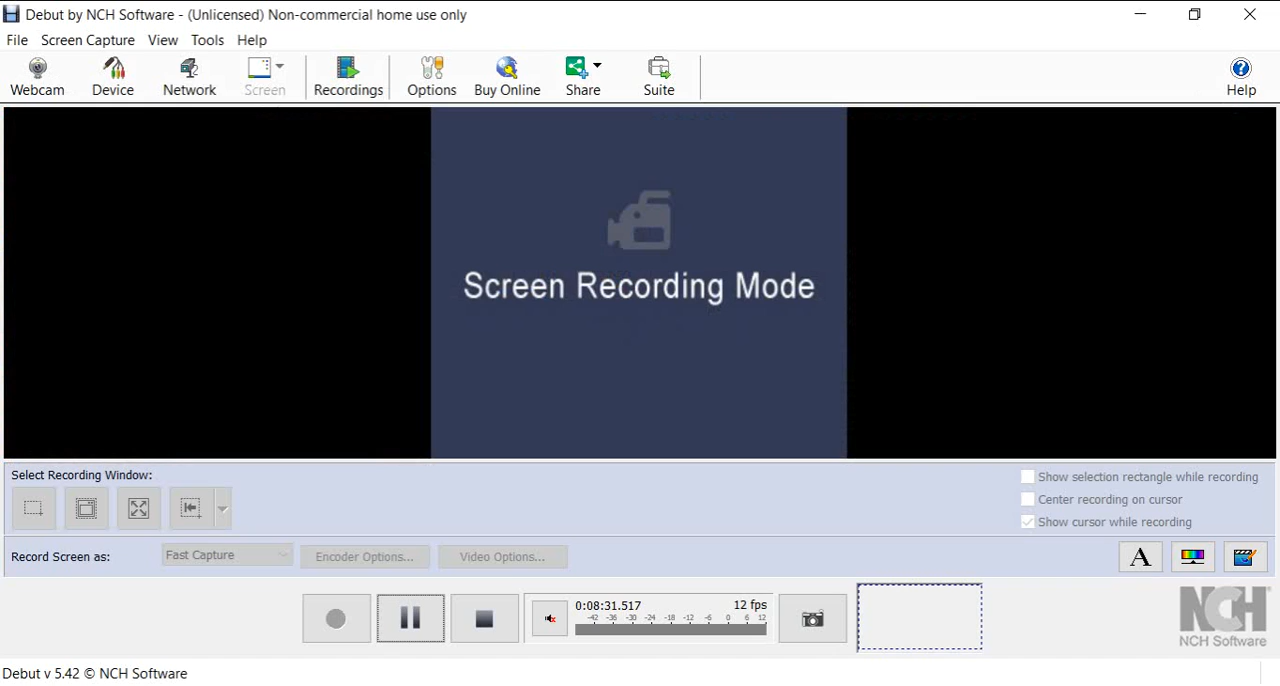 Debut by NCH Software - (Unlicensed) Non-commercial home use only
File Screen Capture View Tools Help
Webcam Device Network Screen Recordings Options Buy Online Share Suite Help
Screen Recording Mode
Select Recording Window:
Show selection rectangle while recording
Center recording on cursor
Show cursor while recording
Record Screen as: Fast Capture Encoder Options... Video Options... A
0:08:31.517 12 fps
-42 -36 -30 -24 -18 -12 -6 0 6 12
NCH
NCH Software
Debut v 5.42 © NCH Software